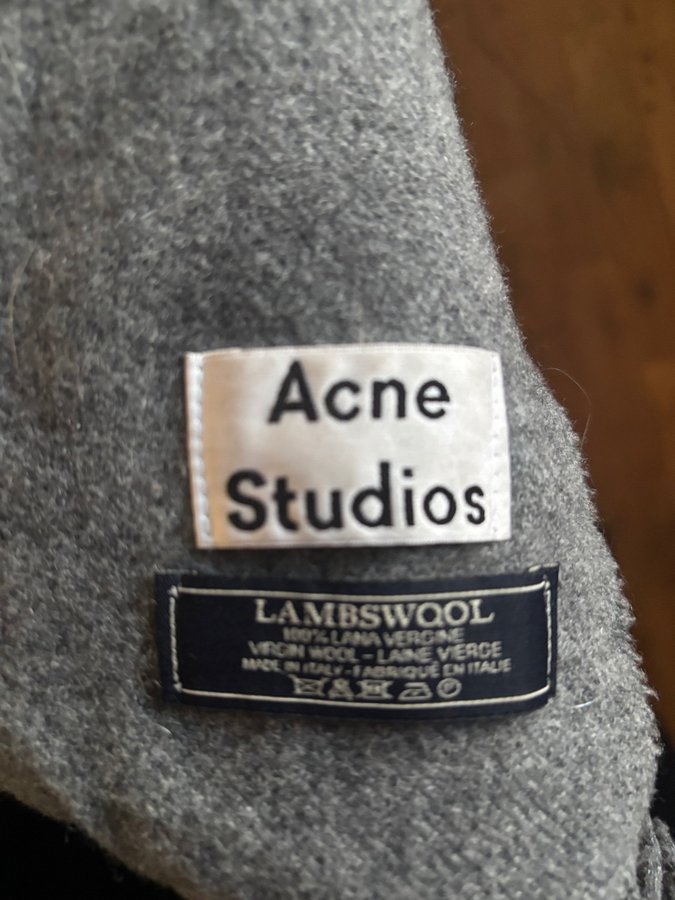 Acne
Studios
LAMBSWOOL
100% LANA VERGINE
VIRGIN WOOL - LAINE VIERGE
MADE IN ITALY - FABRIQUÉ EN ITALIE